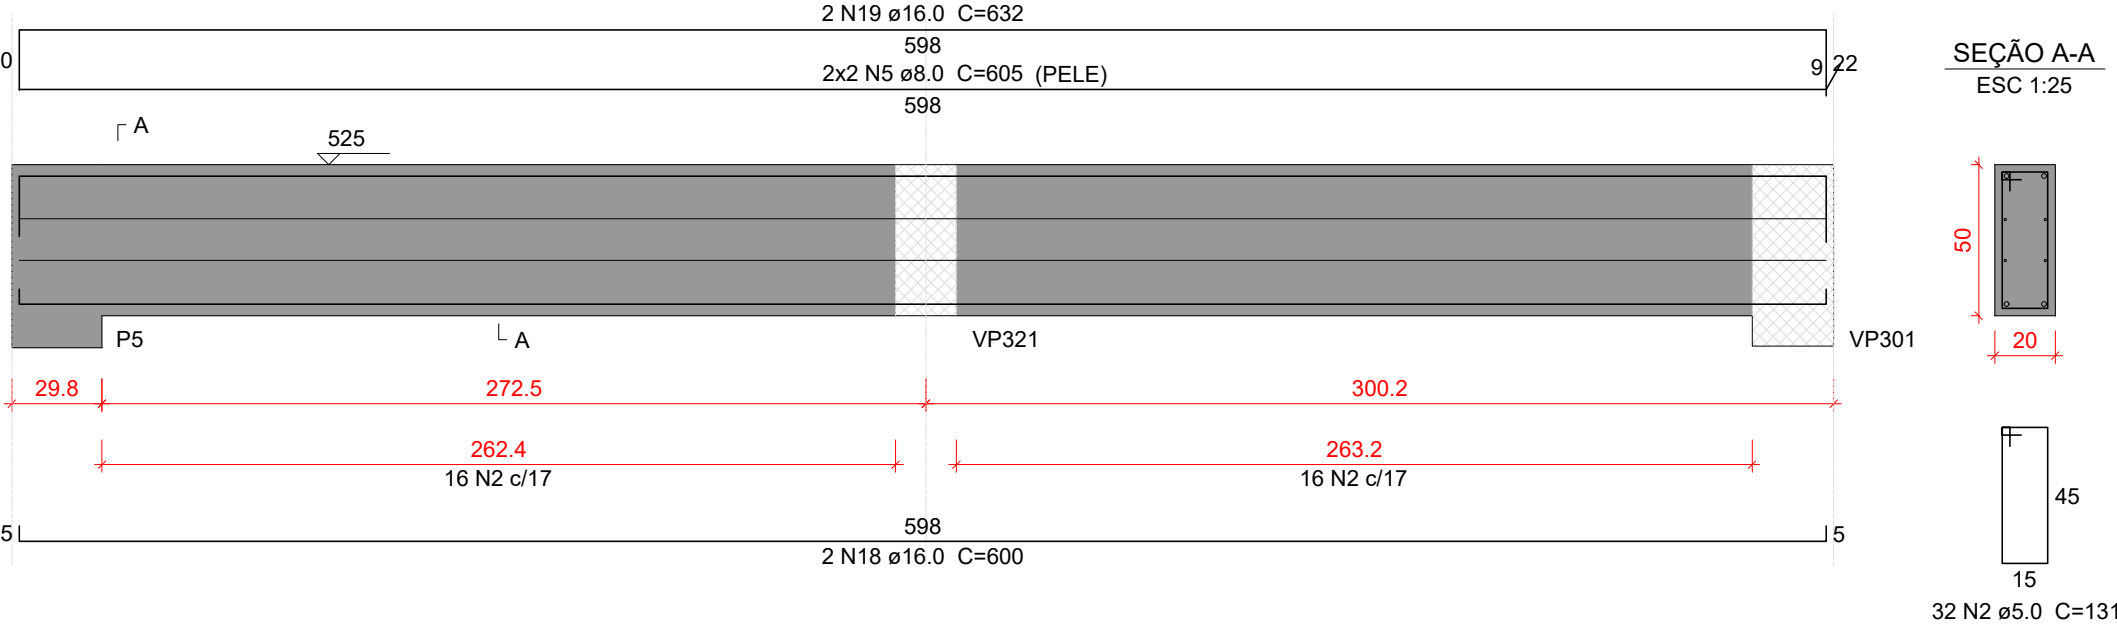 2 N19 ø16.0 C=632
0
598
2x2 N5 ø8.0 C=605 (PELE)
9
22
598
SEÇÃO A-A
ESC 1:25
A
525
50
P5
A
VP321
VP301
20
29.8
272.5
300.2
262.4
263.2
16 N2 c/17
16 N2 c/17
45
5
598
5
2 N18 ø16.0 C=600
15
32 N2 ø5.0 C=131